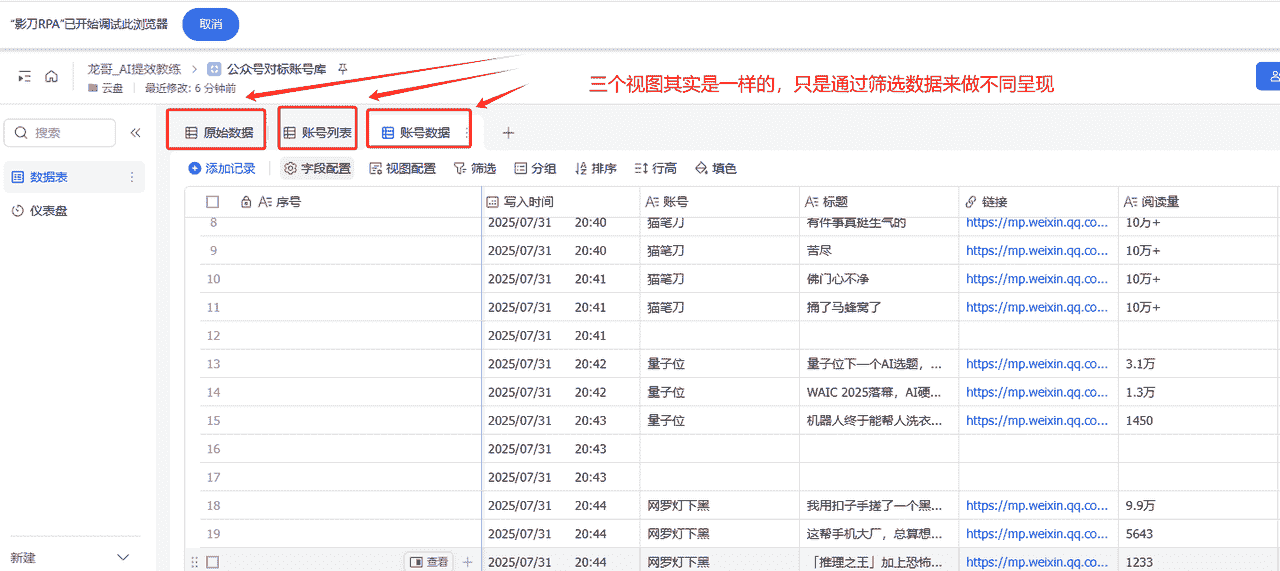 “影刀RPA”已开始调试此浏览器 取消
龙哥_AI提效教练 > 公众号对标账号库
云盘 最近修改: 6 分钟前
三个视图其实是一样的，只是通过筛选数据来做不同呈现
搜索
原始数据 账号列表 账号数据
添加记录 字段配置 视图配置 筛选 分组 排序 行高 填色
数据表
仪表盘
序号 写入时间 账号 标题 链接 阅读量
8 2025/07/31 20:40 猫笔刀 有件事真挺生气的 https://mp.weixin.qq.co... 10万+
9 2025/07/31 20:40 猫笔刀 苦尽 https://mp.weixin.qq.co... 10万+
10 2025/07/31 20:41 猫笔刀 佛门心不净 https://mp.weixin.qq.co... 10万+
11 2025/07/31 20:41 猫笔刀 捅了马蜂窝了 https://mp.weixin.qq.co... 10万+
12 2025/07/31 20:41
13 2025/07/31 20:42 量子位 量子位下一个AI选题，... https://mp.weixin.qq.co... 3.1万
14 2025/07/31 20:42 量子位 WAIC 2025落幕，AI硬... https://mp.weixin.qq.co... 1.3万
15 2025/07/31 20:43 量子位 机器人终于能帮人洗衣... https://mp.weixin.qq.co... 1450
16 2025/07/31 20:43
17 2025/07/31 20:43
18 2025/07/31 20:44 网罗灯下黑 我用扣子手搓了一个黑... https://mp.weixin.qq.co... 9.9万
19 2025/07/31 20:44 网罗灯下黑 这帮手机大厂，总算想... https://mp.weixin.qq.co... 5643
查看 2025/07/31 20:44 网罗灯下黑 「推理之王」加上恐怖... https://mp.weixin.qq.co... 1233
新建